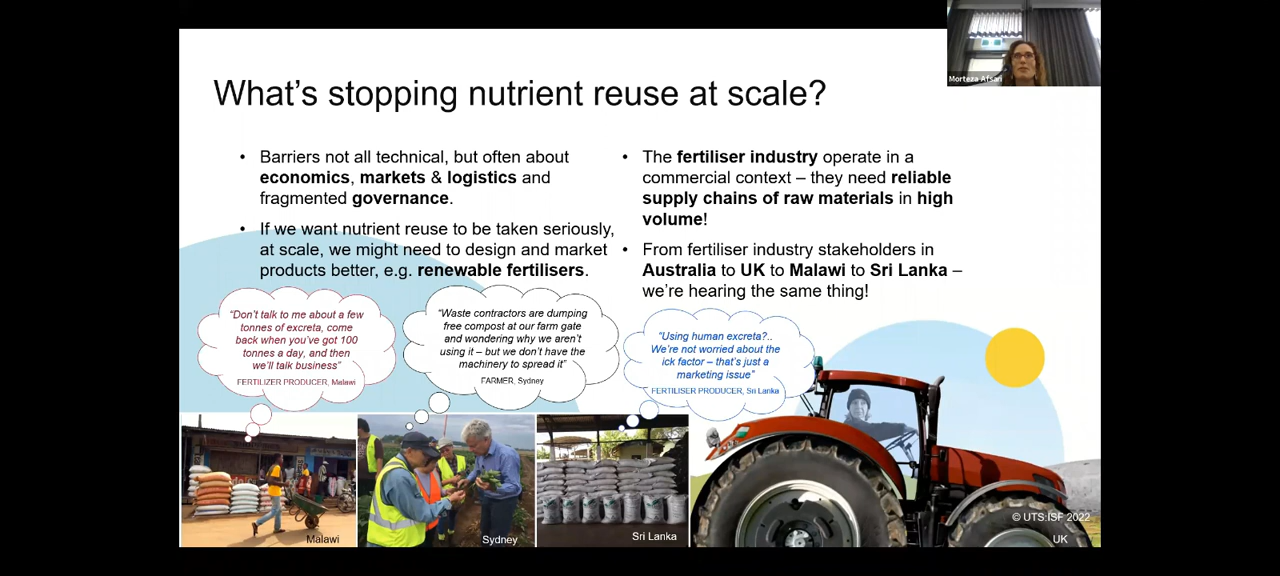 Morteza Afsari
What's stopping nutrient reuse at scale?
• Barriers not all technical, but often about
economics, markets & logistics and
fragmented governance.
• If we want nutrient reuse to be taken seriously,
at scale, we might need to design and market
products better, e.g. renewable fertilisers.
• The fertiliser industry operate in a
commercial context – they need reliable
supply chains of raw materials in high
volume!
• From fertiliser industry stakeholders in
Australia to UK to Malawi to Sri Lanka –
we're hearing the same thing!
"Don't talk to me about a few
tonnes of excreta, come
back when you've got 100
tonnes a day, and then
we'll talk business"
FERTILIZER PRODUCER, Malawi
"Waste contractors are dumping
free compost at our farm gate
and wondering why we aren't
using it – but we don't have the
machinery to spread it"
FARMER, Sydney
"Using human excreta?..
We're not worried about the
ick factor – that's just a
marketing issue"
FERTILISER PRODUCER, Sri Lanka
Malawi
Sydney
Sri Lanka
© UTS:ISF 2022
UK